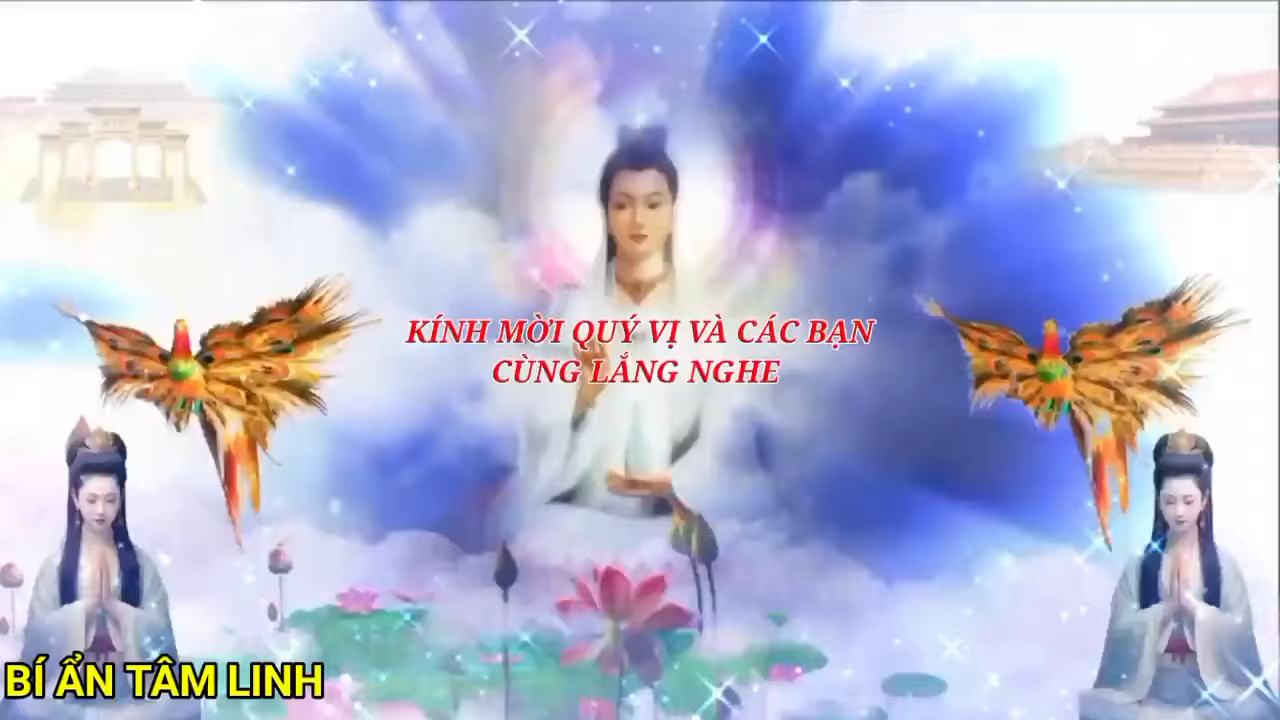 KÍNH MỜI QUÝ VỊ VÀ CÁC BẠN
CÙNG LẮNG NGHE
BÍ ẨN TÂM LINH